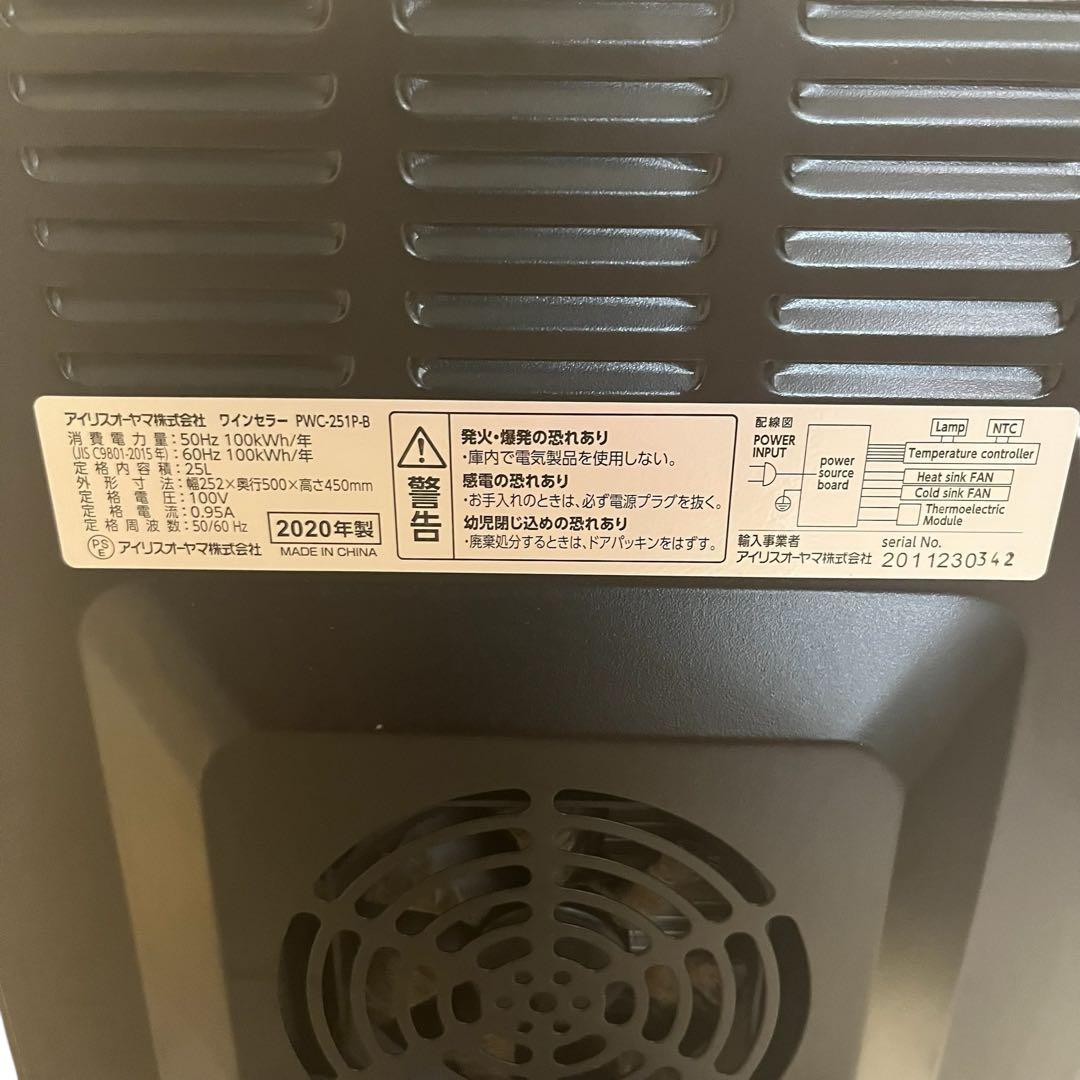 アイリスオーヤマ株式会社 ワインセラー PWC-251P-B
消費電力量:50Hz 100kWh/年
(JIS C9801-2015年):60Hz 100kWh/年
定格内容積:25L
外形寸法:幅252×奥行500×高さ450mm
定格電圧:100V
定格電流:0.95A
定格周波数:50/60 Hz
2020年製
PSE アイリスオーヤマ株式会社 MADE IN CHINA
警告
発火・爆発の恐れあり
・庫内で電気製品を使用しない。
感電の恐れあり
・お手入れのときは、必ず電源プラグを抜く。
幼児閉じ込めの恐れあり
・廃棄処分するときは、ドアパッキンをはずす。
配線図
POWER
INPUT
power
source
board
Lamp NTC
Temperature controller
Heat sink FAN
Cold sink FAN
Thermoelectric
Module
輸入事業者
アイリスオーヤマ株式会社
serial No.
2011230342